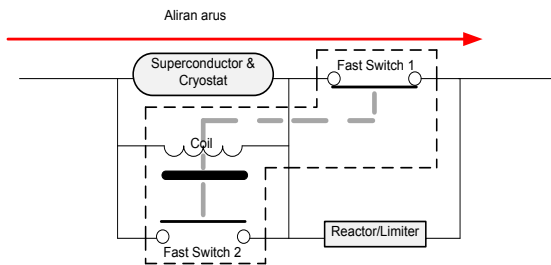 Aliran arus
Superconductor &
Cryostat
Fast Switch 1
Coil
Reactor/Limiter
Fast Switch 2